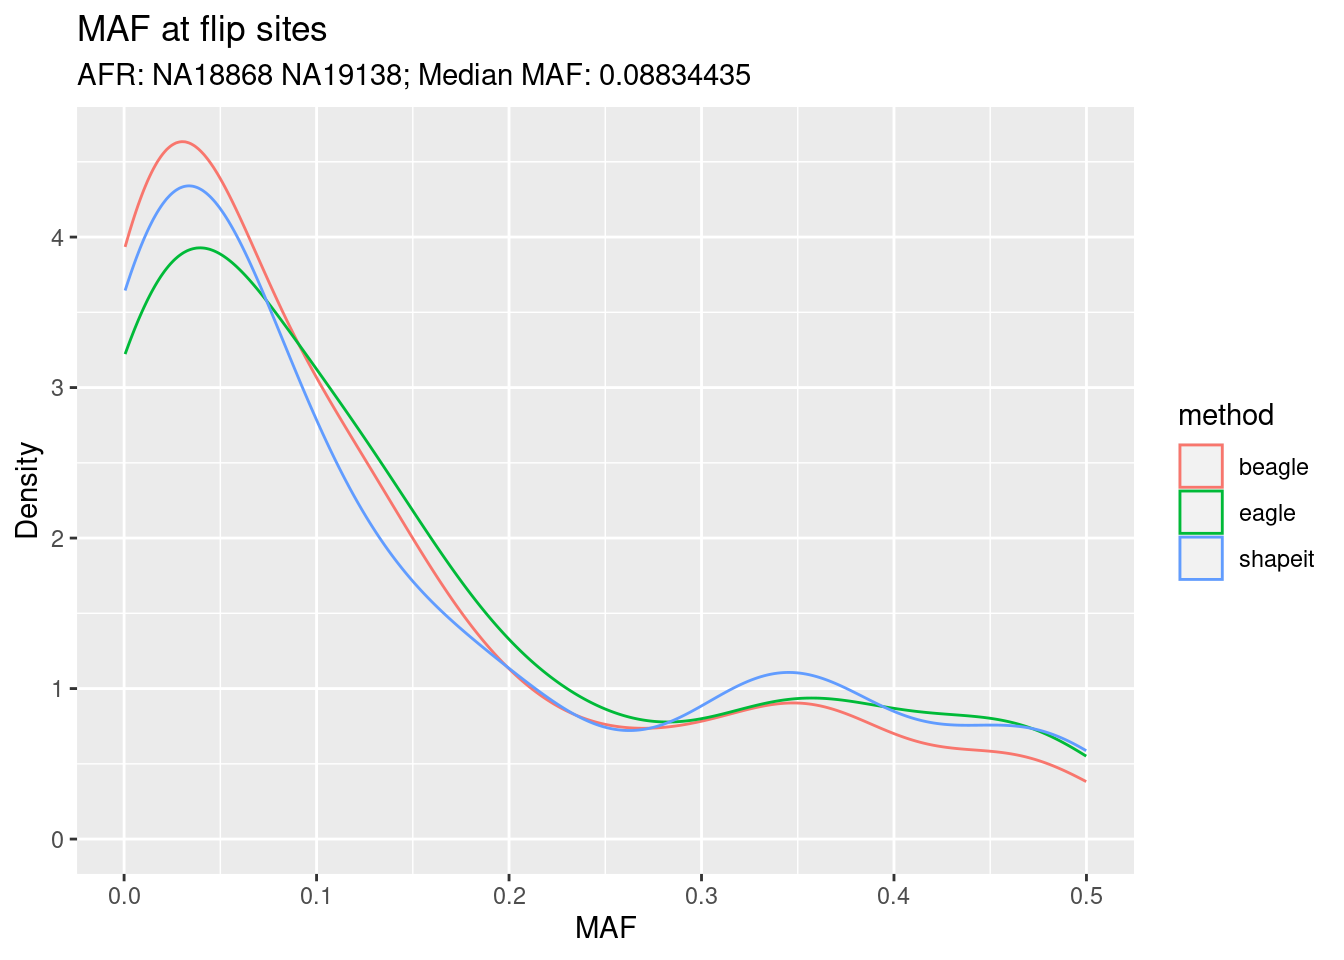 MAF at flip sites
AFR: NA18868 NA19138; Median MAF: 0.08834435
Density
4
3
2
1
0
0.0 0.1 0.2 0.3 0.4 0.5
MAF
method
beagle
eagle
shapeit